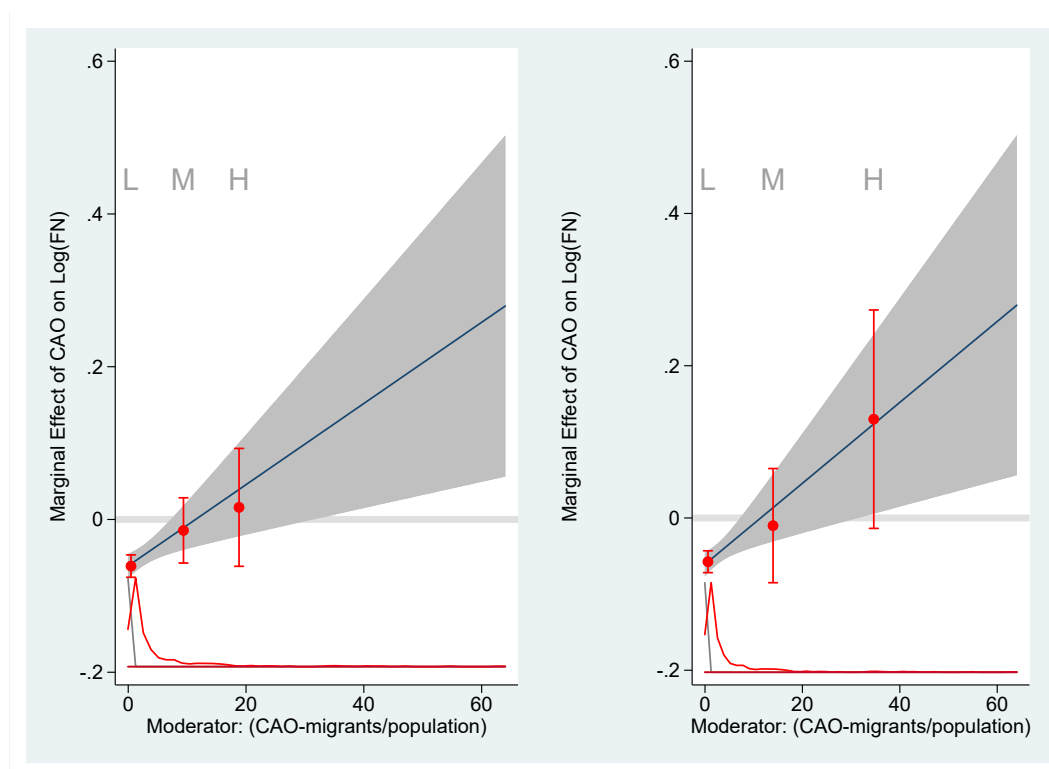 .6
.4
.2
0
-.2
Marginal Effect of CAO on Log(FN)
L M H
0 20 40 60
Moderator: (CAO-migrants/population)
.6
.4
.2
0
-.2
Marginal Effect of CAO on Log(FN)
L M H
0 20 40 60
Moderator: (CAO-migrants/population)